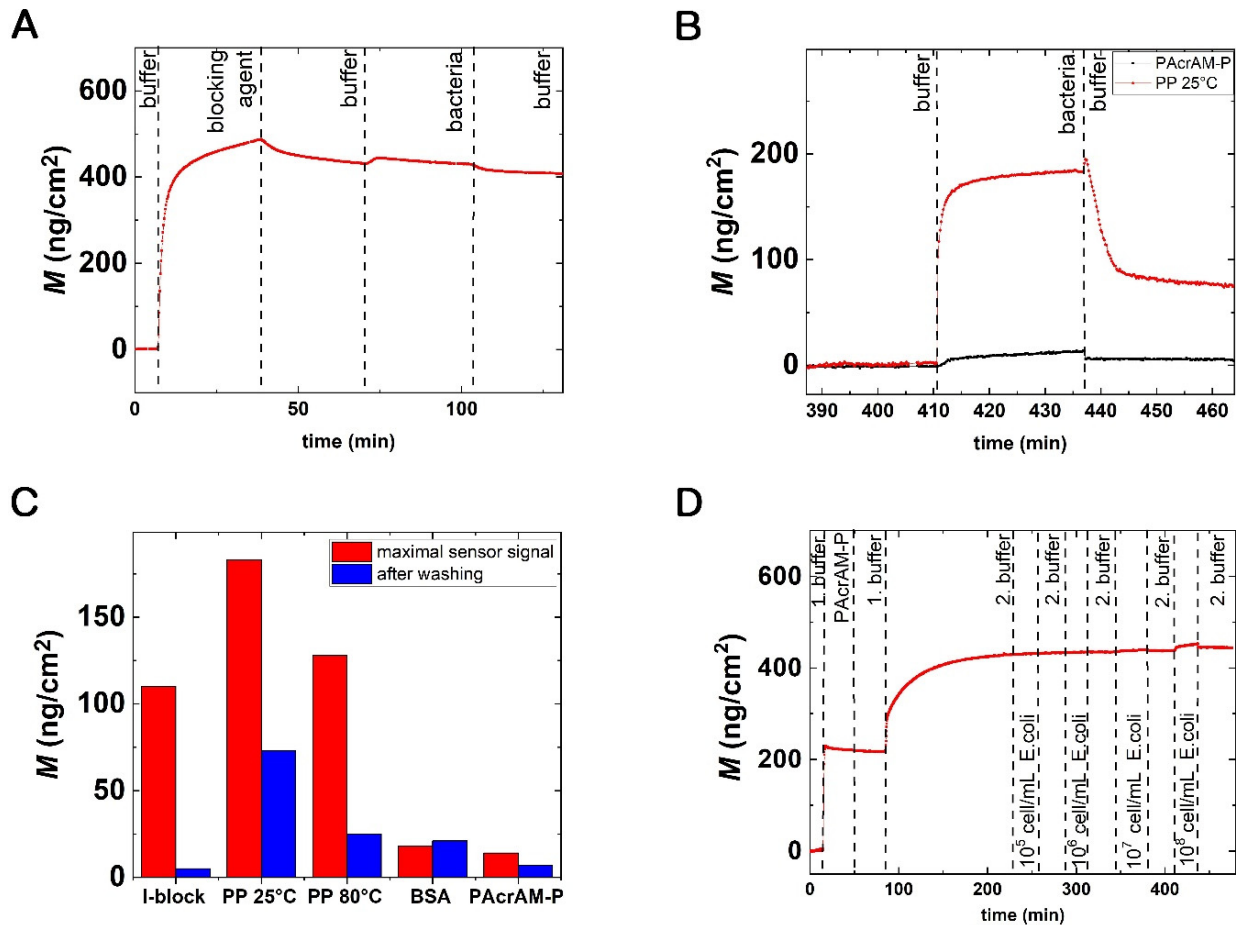 A
buffer
blocking
agent
buffer
bacteria
buffer
600
400
200
0
M (ng/cm²)
0
50
100
time (min)
B
buffer
bacteria
buffer
PAcrAM-P
PP 25°C
200
100
0
M (ng/cm²)
390
400
410
420
430
440
450
460
time (min)
C
maximal sensor signal
after washing
150
100
75
50
25
0
M (ng/cm²)
I-block
PP 25°C
PP 80°C
BSA
PAcrAM-P
D
1. buffer
PAcrAM-P
1. buffer
2. buffer
2. buffer
2. buffer
2. buffer
2. buffer
10⁵ cell/mL E.coli
10⁶ cell/mL E.coli
10⁷ cell/mL E.coli
10⁸ cell/mL E.coli
600
400
200
0
M (ng/cm²)
0
100
200
300
400
time (min)